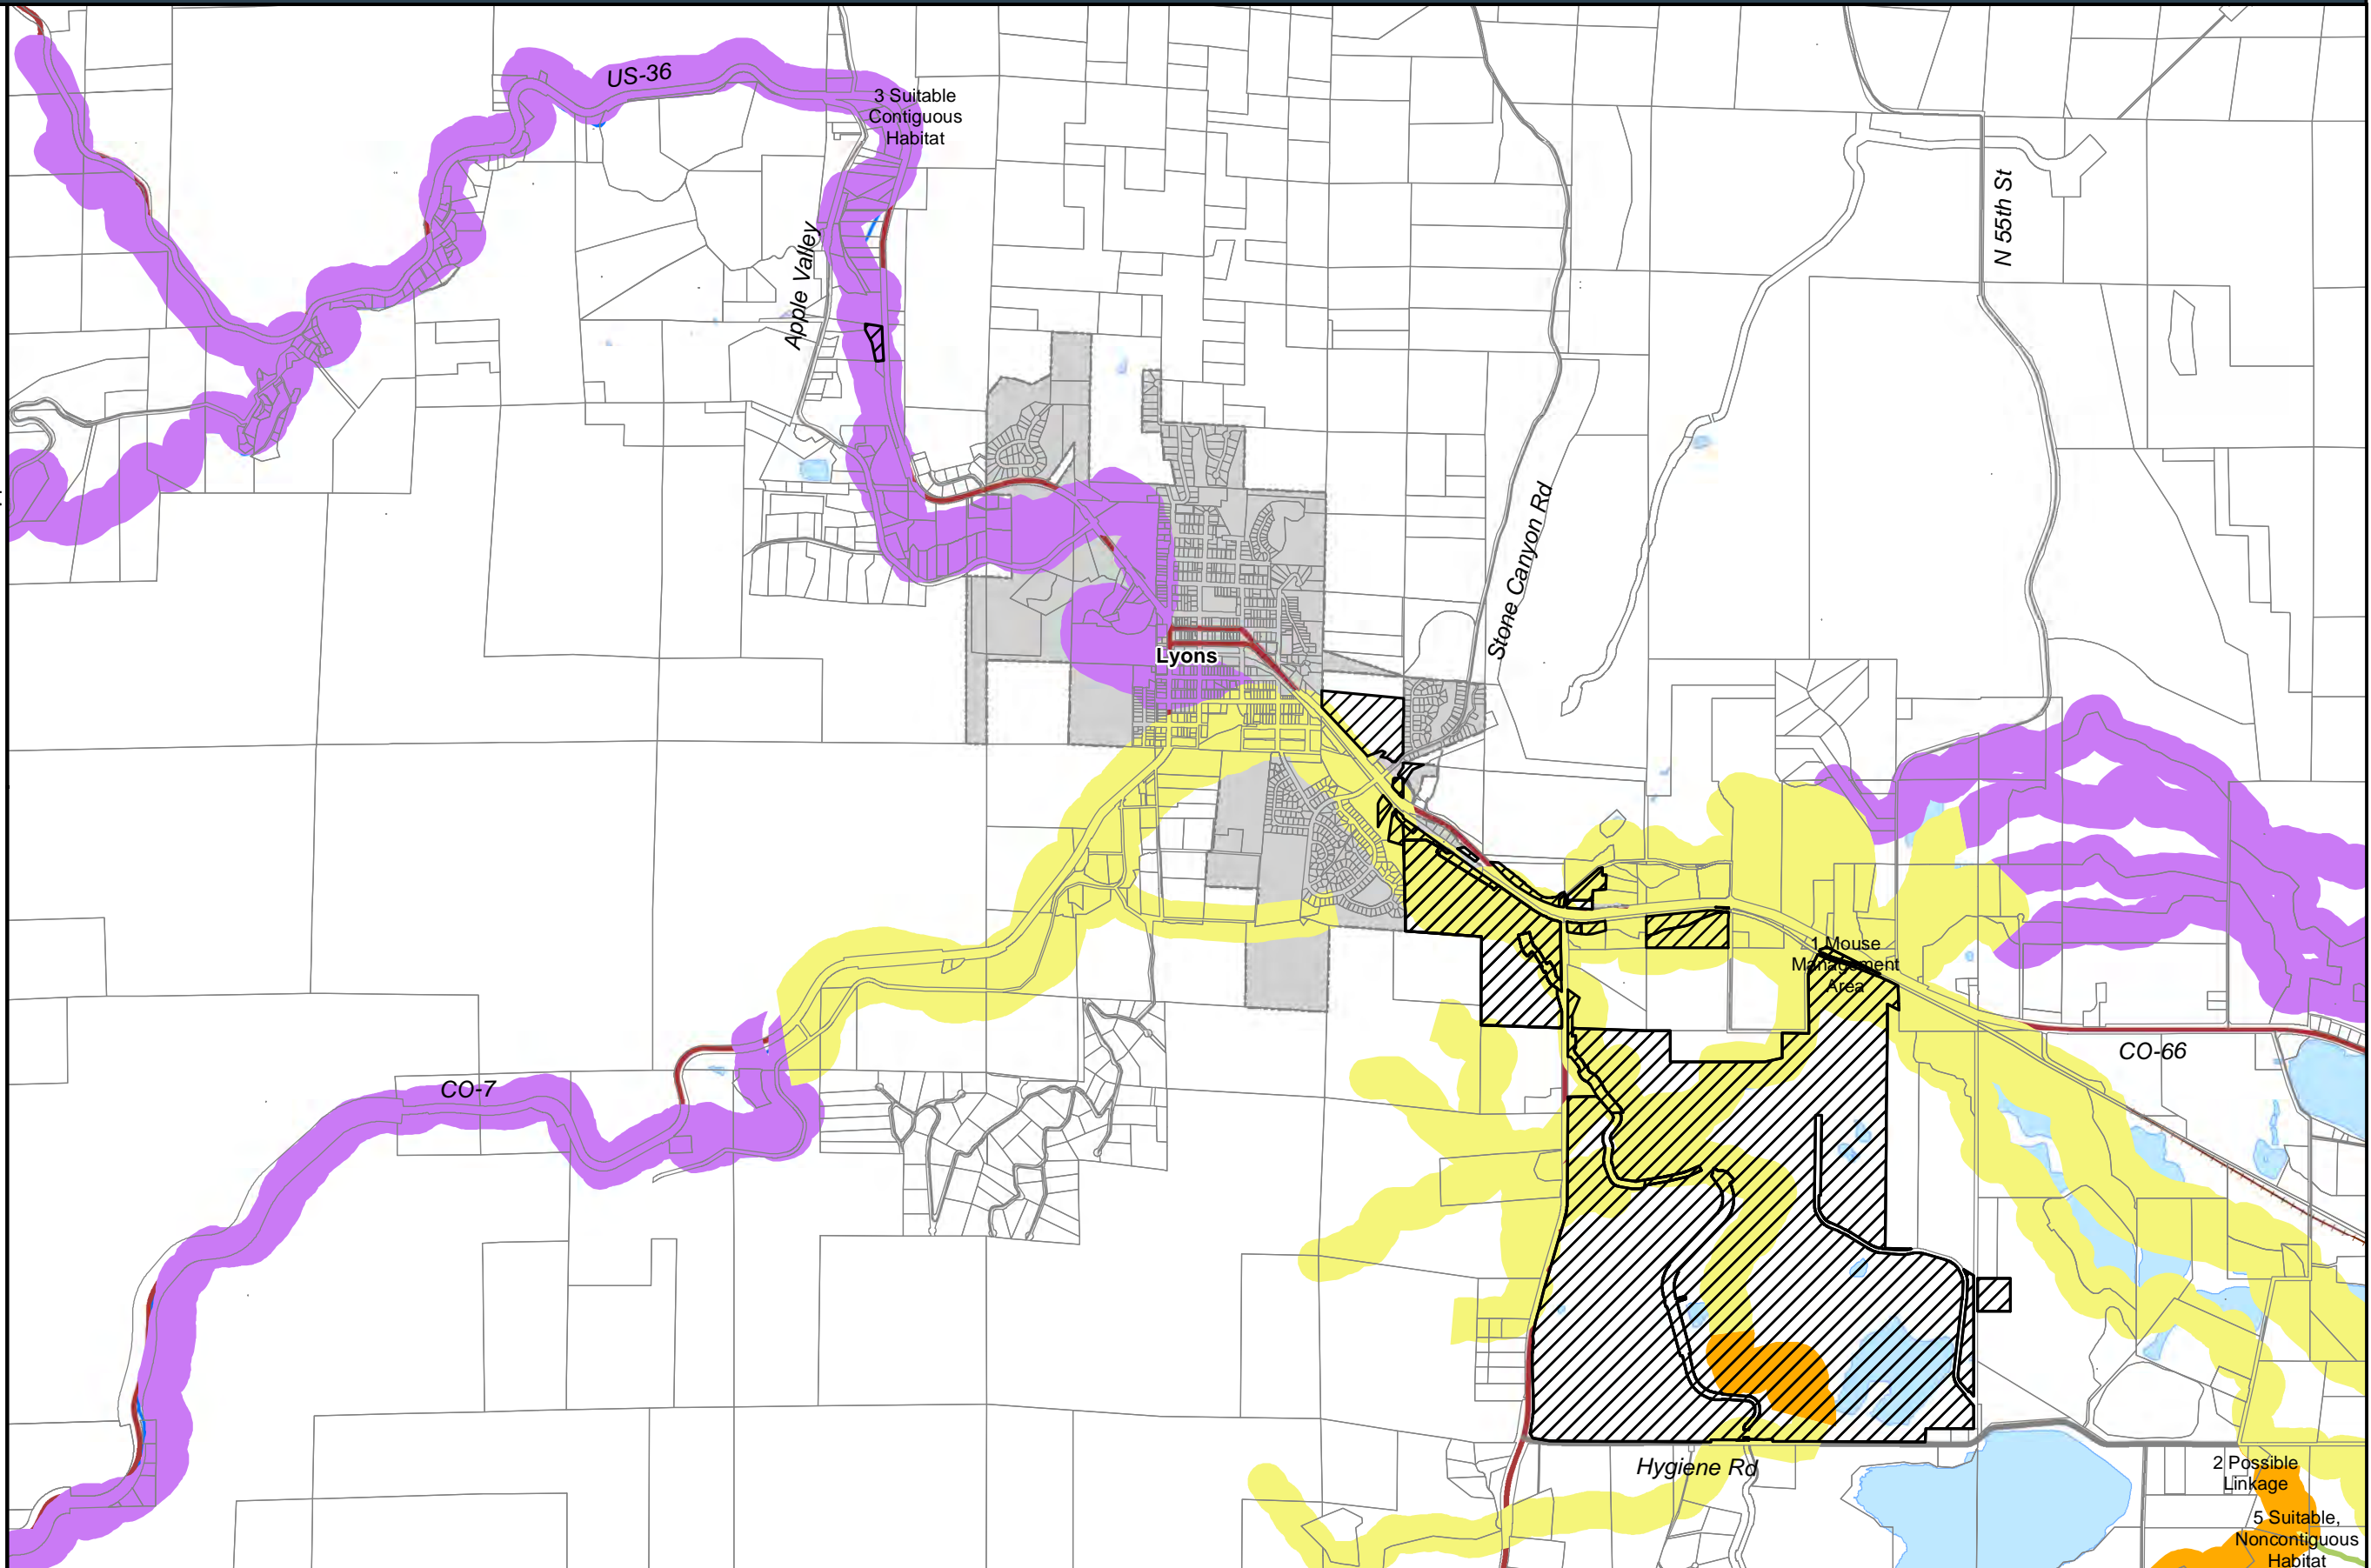 US-36
3 Suitable
Contiguous
Habitat
N 55th St
Apple Valley
Stone Canyon Rd
Lyons
1 Mouse
Management
Area
CO-66
CO-7
Hygiene Rd
2 Possible
Linkage
5 Suitable,
Noncontiguous
Habitat